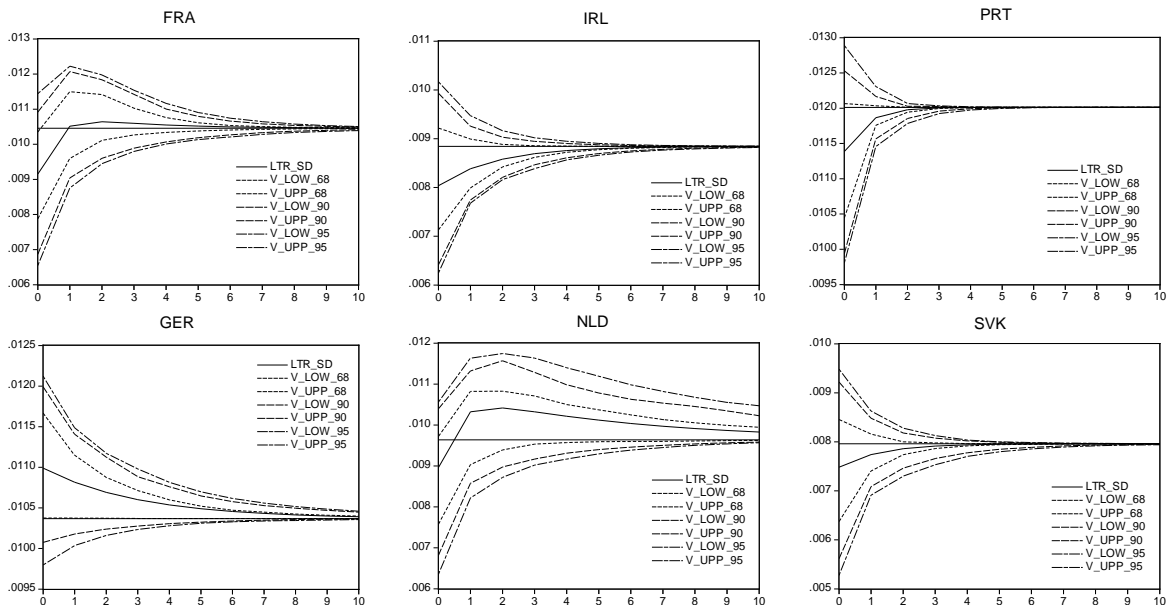 FRA
.013
.012
.011
.010
.009
.008
.007
.006
LTR_SD
V_LOW_68
V_UPP_68
V_LOW_90
V_UPP_90
V_LOW_95
V_UPP_95
0 1 2 3 4 5 6 7 8 9 10
IRL
.011
.010
.009
.008
.007
.006
LTR_SD
V_LOW_68
V_UPP_68
V_LOW_90
V_UPP_90
V_LOW_95
V_UPP_95
0 1 2 3 4 5 6 7 8 9 10
PRT
.0130
.0125
.0120
.0115
.0110
.0105
.0100
.0095
LTR_SD
V_LOW_68
V_UPP_68
V_LOW_90
V_UPP_90
V_LOW_95
V_UPP_95
0 1 2 3 4 5 6 7 8 9 10
GER
.0125
.0120
.0115
.0110
.0105
.0100
.0095
LTR_SD
V_LOW_68
V_UPP_68
V_LOW_90
V_UPP_90
V_LOW_95
V_UPP_95
0 1 2 3 4 5 6 7 8 9 10
NLD
.012
.011
.010
.009
.008
.007
.006
LTR_SD
V_LOW_68
V_UPP_68
V_LOW_90
V_UPP_90
V_LOW_95
V_UPP_95
0 1 2 3 4 5 6 7 8 9 10
SVK
.010
.009
.008
.007
.006
.005
LTR_SD
V_LOW_68
V_UPP_68
V_LOW_90
V_UPP_90
V_LOW_95
V_UPP_95
0 1 2 3 4 5 6 7 8 9 10